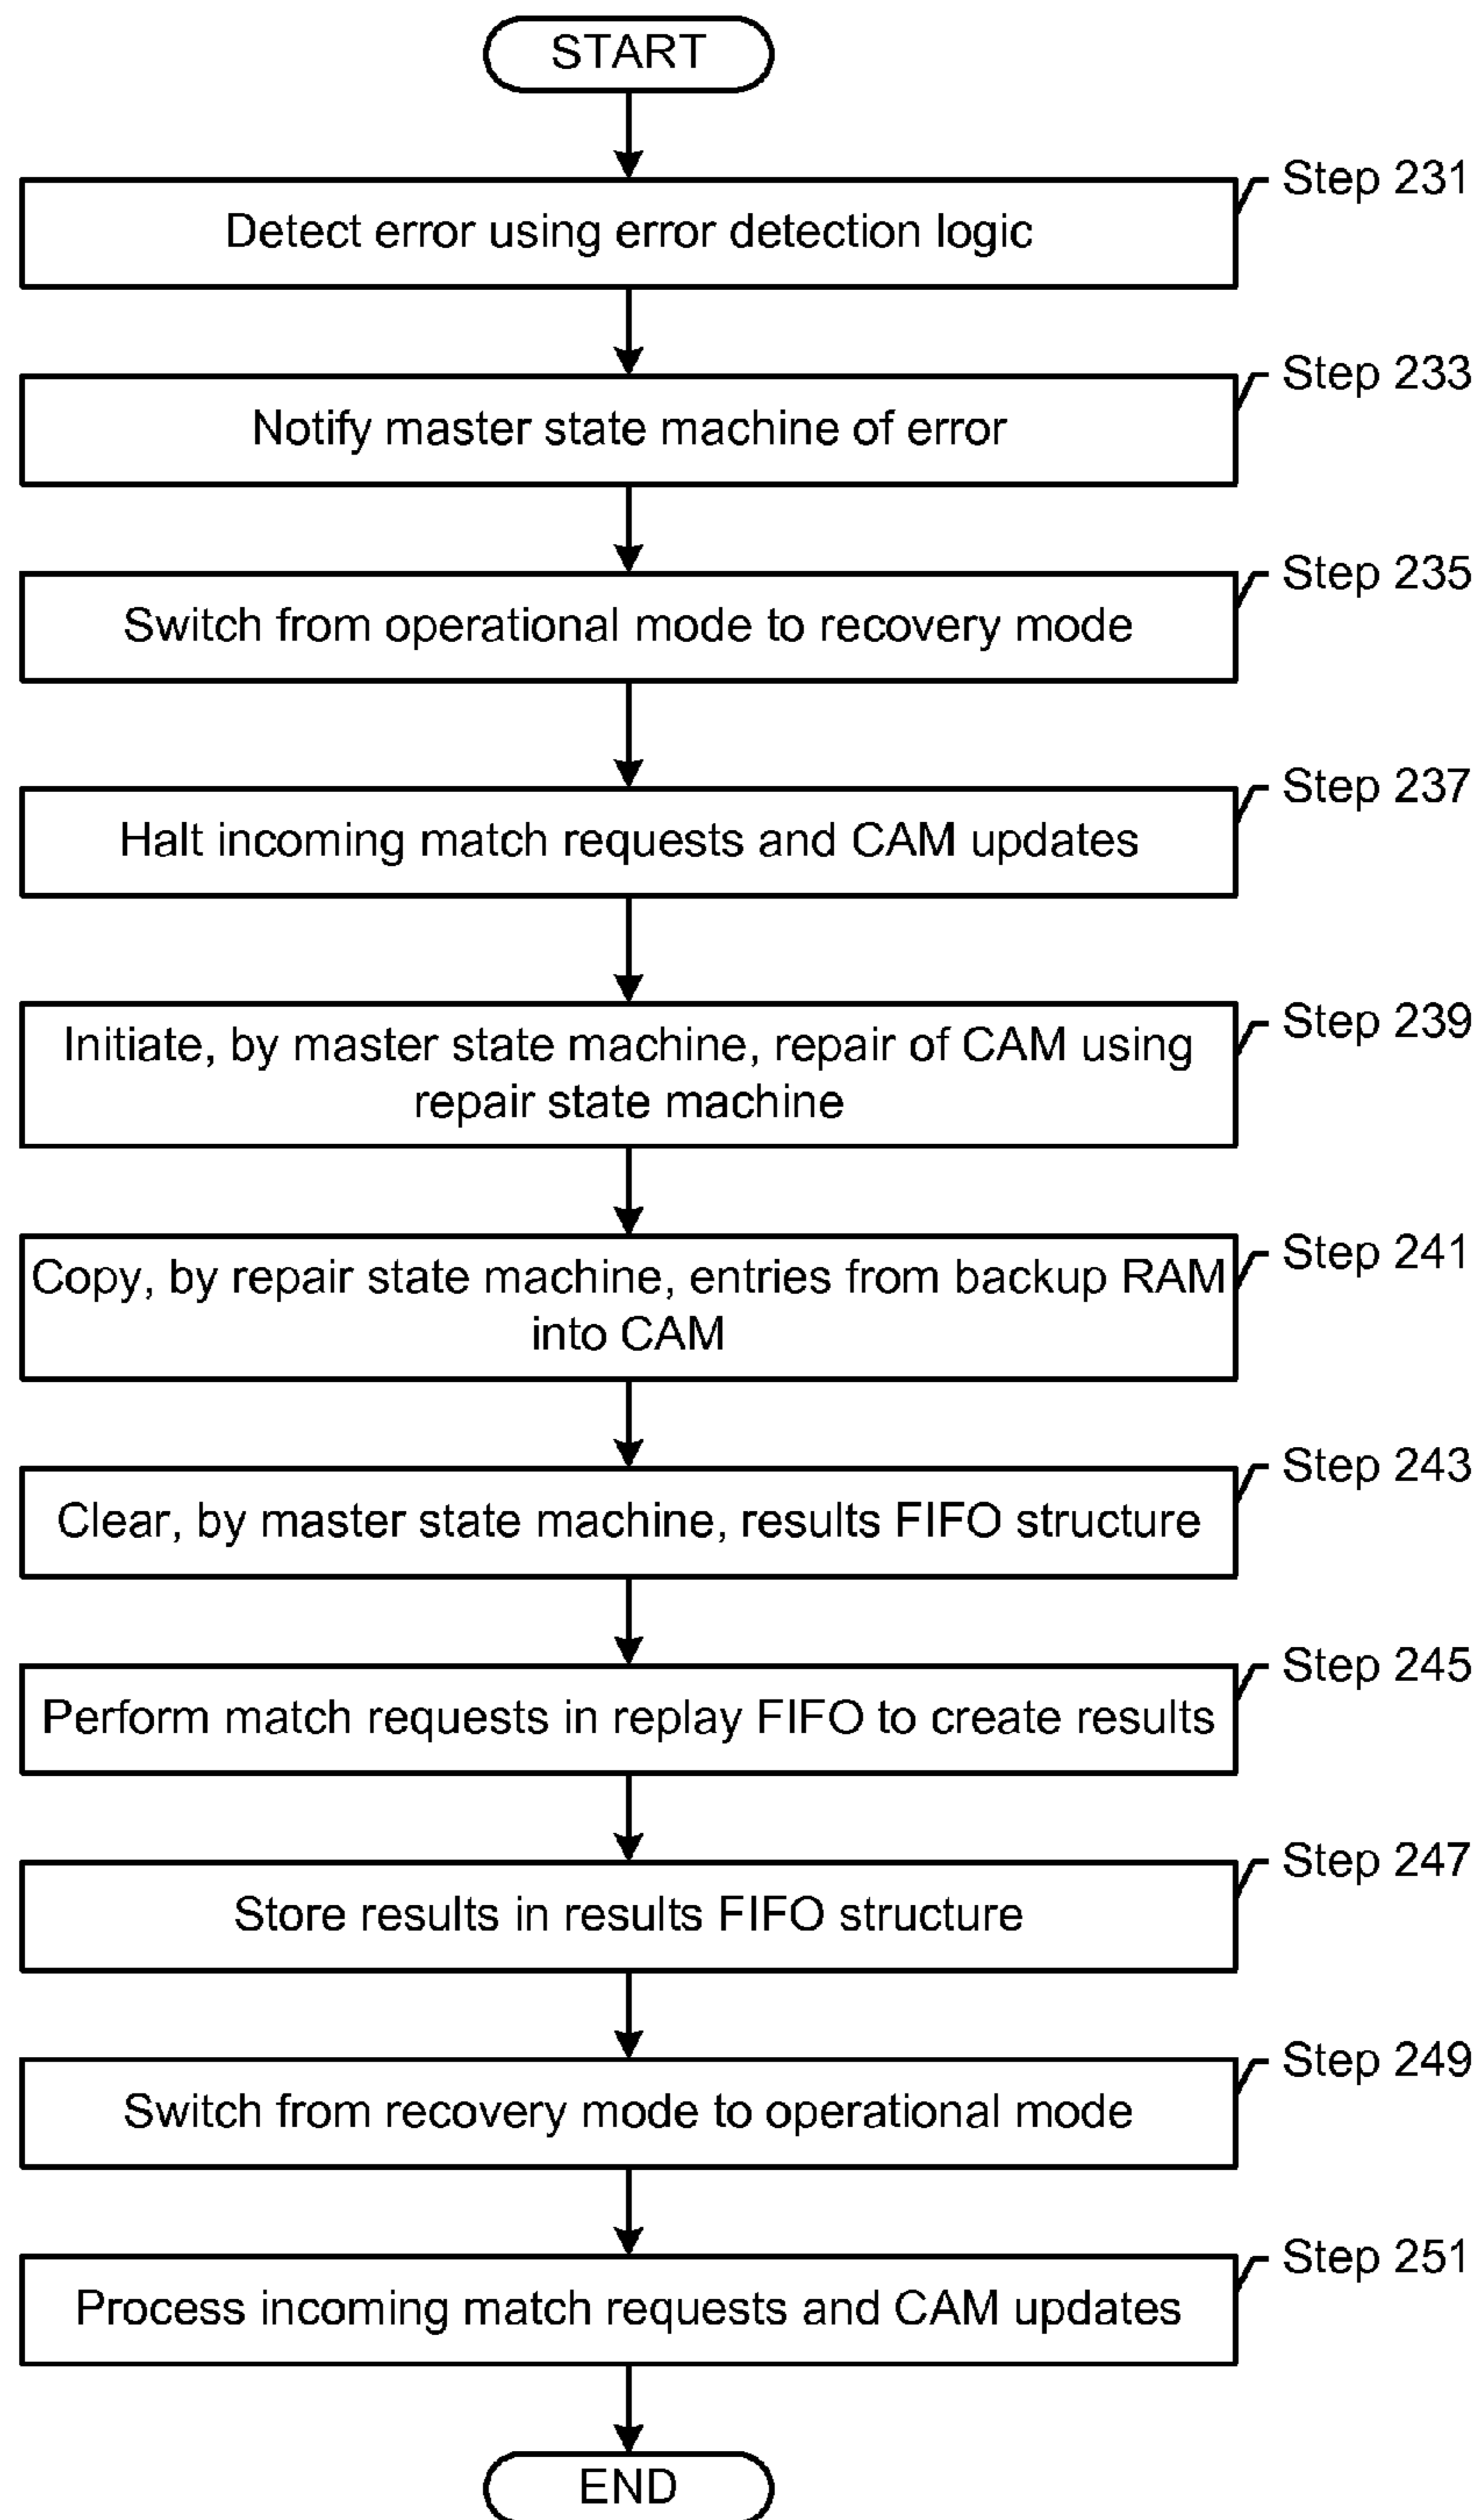 START
Step 231
Detect error using error detection logic
Step 233
Notify master state machine of error
Step 235
Switch from operational mode to recovery mode
Step 237
Halt incoming match requests and CAM updates
Step 239
Initiate, by master state machine, repair of CAM using
repair state machine
Step 241
Copy, by repair state machine, entries from backup RAM
into CAM
Step 243
Clear, by master state machine, results FIFO structure
Step 245
Perform match requests in replay FIFO to create results
Step 247
Store results in results FIFO structure
Step 249
Switch from recovery mode to operational mode
Step 251
Process incoming match requests and CAM updates
END